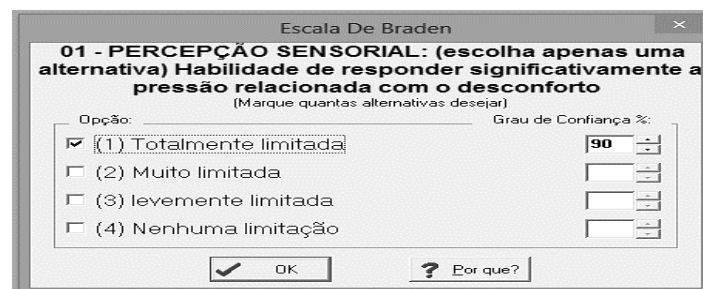 Escala De Braden
01 - PERCEPÇÃO SENSORIAL: (escolha apenas uma
alternativa) Habilidade de responder significativamente a
pressão relacionada com o desconforto
(Marque quantas alternativas desejar)
Opção: Grau de Confiança %:
(1) Totalmente limitada 90
(2) Muito limitada
(3) levemente limitada
(4) Nenhuma limitação
OK ? Por que?